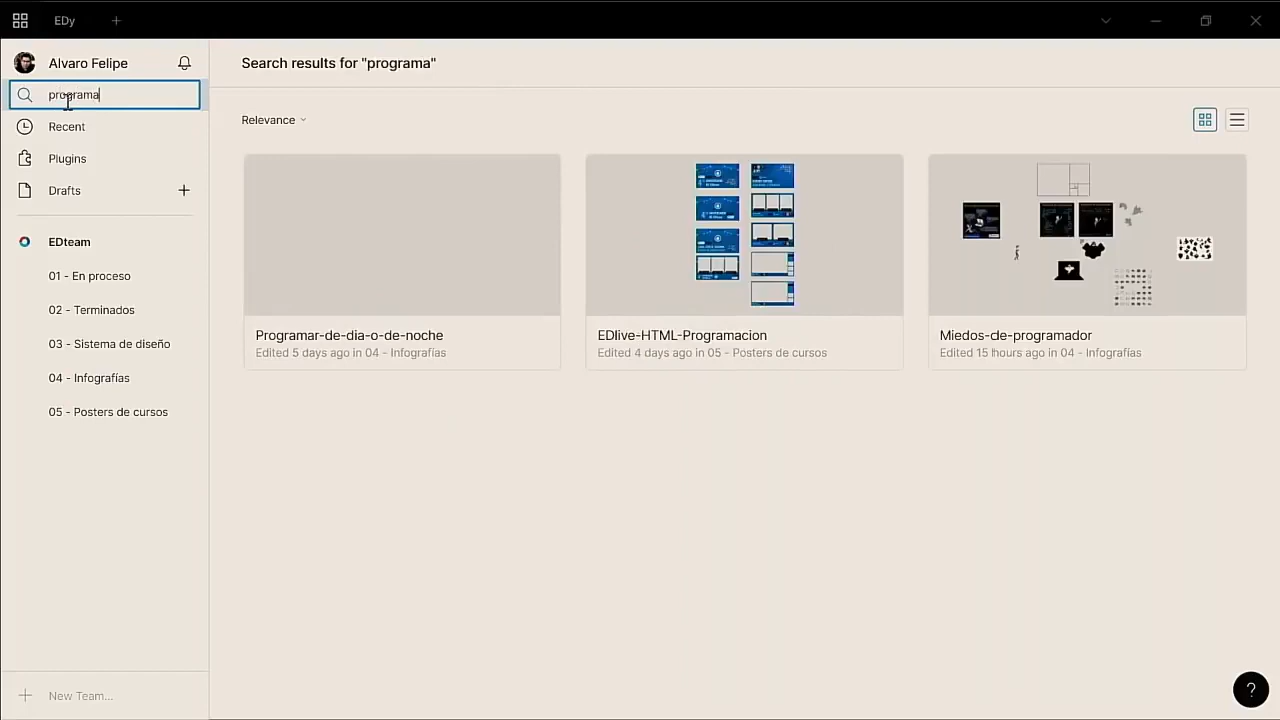 EDy
Alvaro Felipe
programa
Recent
Plugins
Drafts
EDteam
01 - En proceso
02 - Terminados
03 - Sistema de diseño
04 - Infografías
05 - Posters de cursos
New Team...
Search results for "programa"
Relevance
Programar-de-dia-o-de-noche
Edited 5 days ago in 04 - Infografías
EDlive-HTML-Programacion
Edited 4 days ago in 05 - Posters de cursos
Miedos-de-programador
Edited 15 hours ago in 04 - Infografías
?